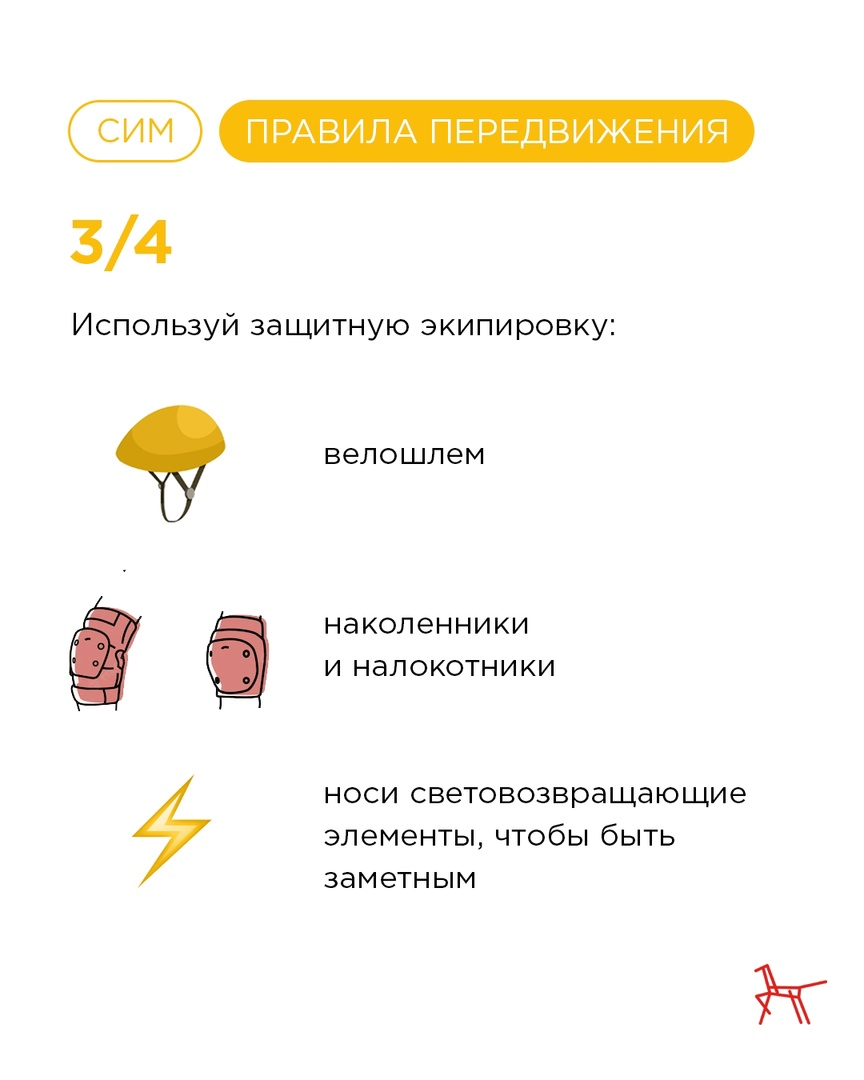 СИМ ПРАВИЛА ПЕРЕДВИЖЕНИЯ
3/4
Используй защитную экипировку:
велошлем
наколенники
и налокотники
носи световозвращающие
элементы, чтобы быть
заметным